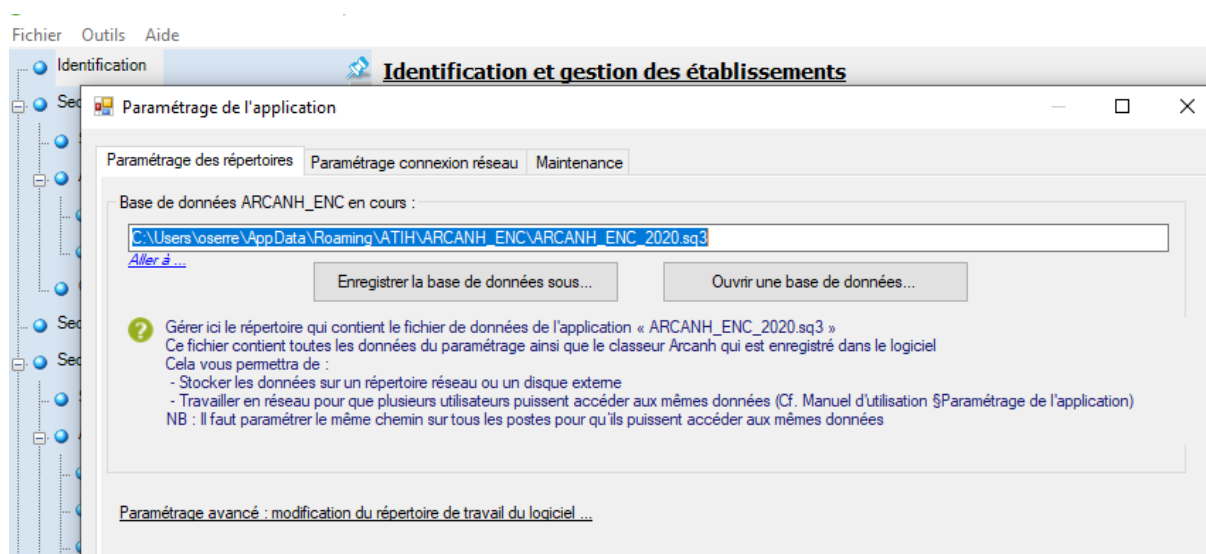 Fichier Outils Aide
Identification
Identification et gestion des établissements
Paramétrage de l'application
Paramétrage des répertoires Paramétrage connexion réseau Maintenance
Base de données ARCANH_ENC en cours :
C:\Users\oserre\AppData\Roaming\ATIH\ARCANH_ENC\ARCANH_ENC_2020.sq3
Aller à ...
Enregistrer la base de données sous... Ouvrir une base de données...
Gérer ici le répertoire qui contient le fichier de données de l'application « ARCANH_ENC_2020.sq3 »
Ce fichier contient toutes les données du paramétrage ainsi que le classeur Arcanh qui est enregistré dans le logiciel
Cela vous permettra de :
- Stocker les données sur un répertoire réseau ou un disque externe
- Travailler en réseau pour que plusieurs utilisateurs puissent accéder aux mêmes données (Cf. Manuel d'utilisation §Paramétrage de l'application)
NB : Il faut paramétrer le même chemin sur tous les postes pour qu'ils puissent accéder aux mêmes données
Paramétrage avancé : modification du répertoire de travail du logiciel ...